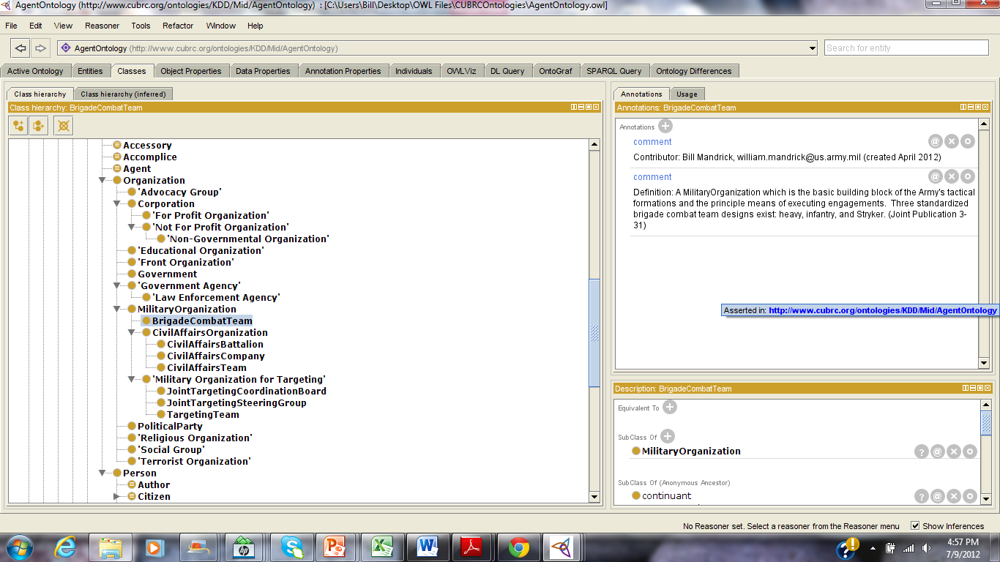 AgentOntology (http://www.cubrc.org/ontologies/KDD/Mid/AgentOntology) : [C:\Users\Bill\Desktop\OWL Files\CUBRCOntologies\AgentOntology.owl]
File Edit View Reasoner Tools Refactor Window Help
AgentOntology (http://www.cubrc.org/ontologies/KDD/Mid/AgentOntology)
Search for entity
Active Ontology Entities Classes Object Properties Data Properties Annotation Properties Individuals OWLViz DL Query OntoGraf SPARQL Query Ontology Differences
Class hierarchy Class hierarchy (inferred)
Class hierarchy: BrigadeCombatTeam
Accessory
Accomplice
Agent
Organization
'Advocacy Group'
Corporation
'For Profit Organization'
'Not For Profit Organization'
'Non-Governmental Organization'
'Educational Organization'
'Front Organization'
Government
'Government Agency'
'Law Enforcement Agency'
MilitaryOrganization
BrigadeCombatTeam
CivilAffairsOrganization
CivilAffairsBattalion
CivilAffairsCompany
CivilAffairsTeam
'Military Organization for Targeting'
JointTargetingCoordinationBoard
JointTargetingSteeringGroup
TargetingTeam
PoliticalParty
'Religious Organization'
'Social Group'
'Terrorist Organization'
Person
Author
Citizen
Annotations Usage
Annotations: BrigadeCombatTeam
Annotations
comment
Contributor: Bill Mandrick, william.mandrick@us.army.mil (created April 2012)
comment
Definition: A MilitaryOrganization which is the basic building block of the Army's tactical
formations and the principle means of executing engagements. Three standardized
brigade combat team designs exist: heavy, infantry, and Stryker. (Joint Publication 3-
31)
Asserted in: http://www.cubrc.org/ontologies/KDD/Mid/AgentOntology
Description: BrigadeCombatTeam
Equivalent To
SubClass Of
MilitaryOrganization
SubClass Of (Anonymous Ancestor)
continuant
No Reasoner set. Select a reasoner from the Reasoner menu Show Inferences
4:57 PM
7/9/2012